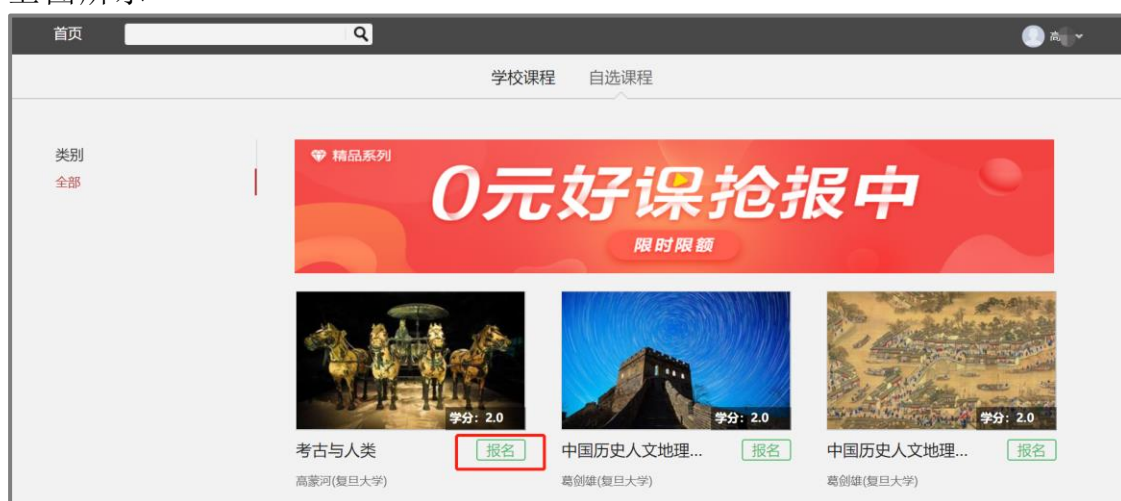 首页
高
学校课程 自选课程
类别
全部
精品系列
0元好课抢报中
限时限额
学分：2.0
学分：2.0
学分：2.0
考古与人类 报名 中国历史人文地理... 报名 中国历史人文地理... 报名
高蒙河(复旦大学) 葛剑雄(复旦大学) 葛剑雄(复旦大学)